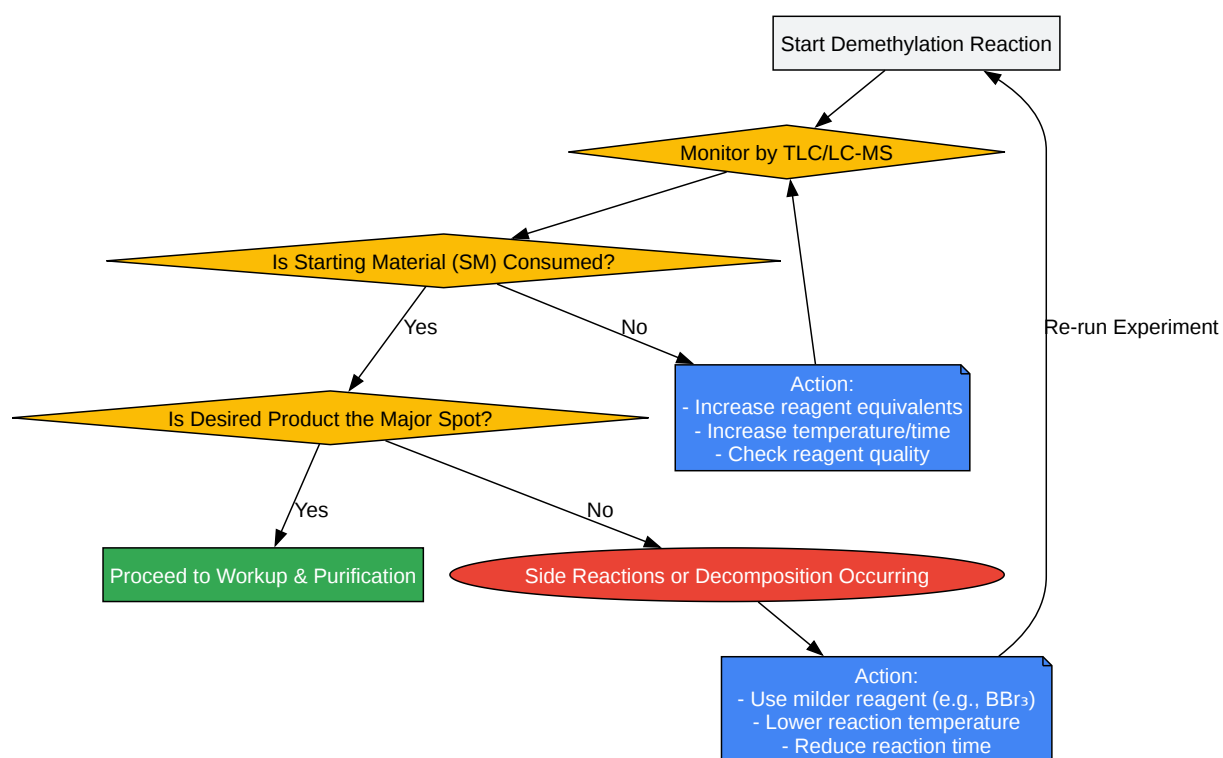 Start Demethylation Reaction
Monitor by TLC/LC-MS
Is Starting Material (SM) Consumed?
Yes
No
Re-run Experiment
Action:
- Increase reagent equivalents
- Increase temperature/time
- Check reagent quality
Is Desired Product the Major Spot?
Yes
No
Proceed to Workup & Purification
Side Reactions or Decomposition Occurring
Action:
- Use milder reagent (e.g., BBr₃)
- Lower reaction temperature
- Reduce reaction time